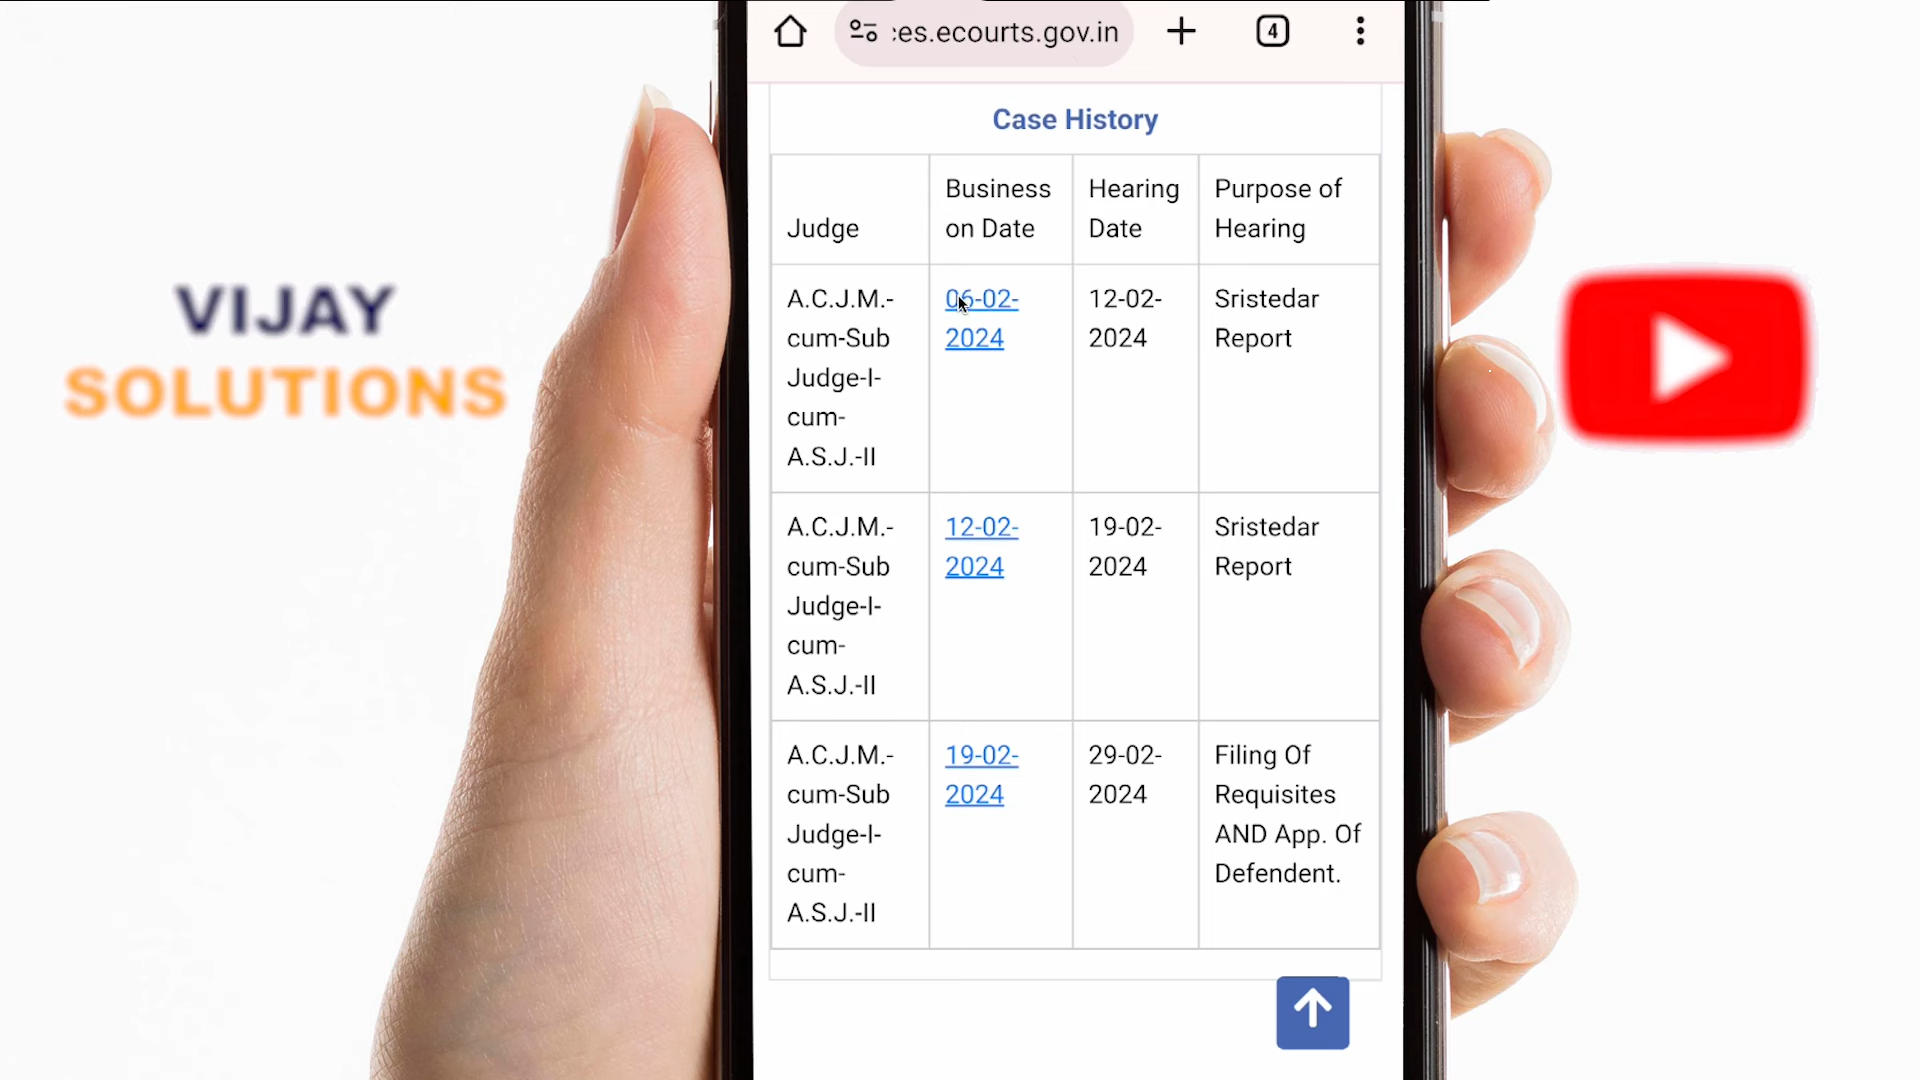 :es.ecourts.gov.in
4
Case History
Judge
Business
on Date
Hearing
Date
Purpose of
Hearing
A.C.J.M.-
cum-Sub
Judge-I-
cum-
A.S.J.-II
06-02-
2024
12-02-
2024
Sristedar
Report
A.C.J.M.-
cum-Sub
Judge-I-
cum-
A.S.J.-II
12-02-
2024
19-02-
2024
Sristedar
Report
A.C.J.M.-
cum-Sub
Judge-I-
cum-
A.S.J.-II
19-02-
2024
29-02-
2024
Filing Of
Requisites
AND App. Of
Defendent.
VIJAY
SOLUTIONS